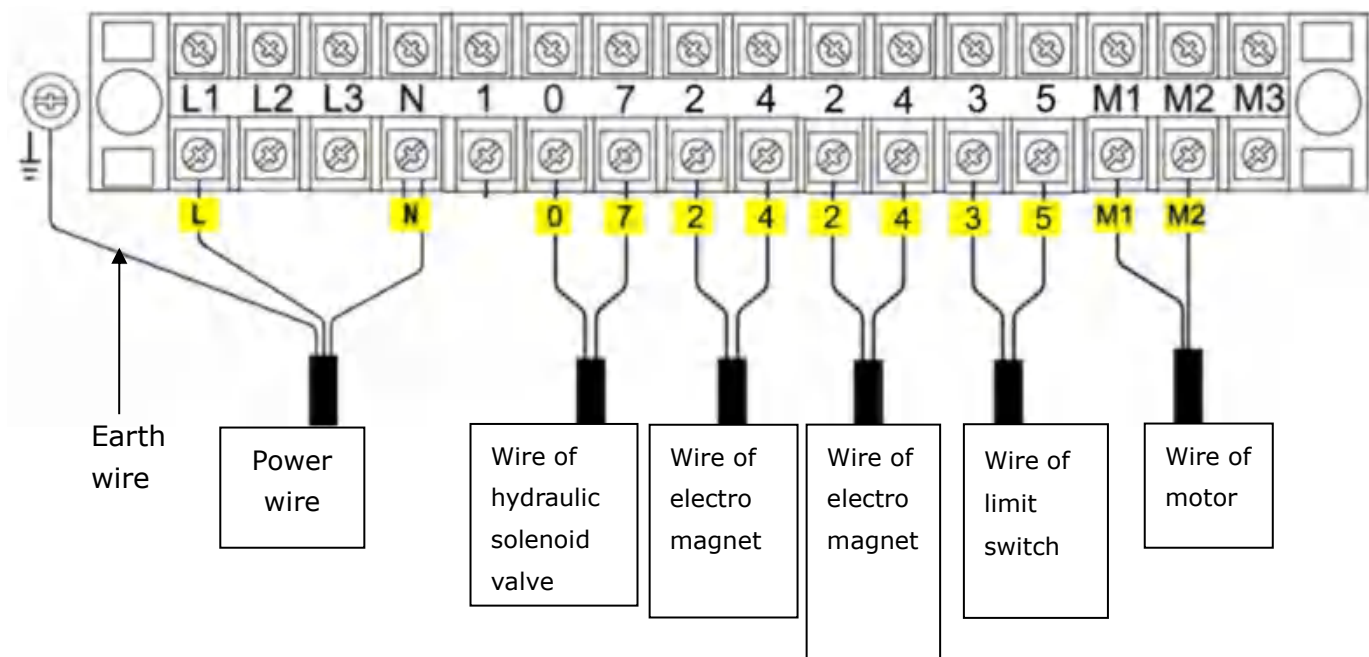 L1 L2 L3 N 1 0 7 2 4 2 4 3 5 M1 M2 M3
L N 0 7 2 4 2 4 3 5 M1 M2
Earth
wire
Power
wire
Wire of
hydraulic
solenoid
valve
Wire of
electro
magnet
Wire of
electro
magnet
Wire of
limit
switch
Wire of
motor